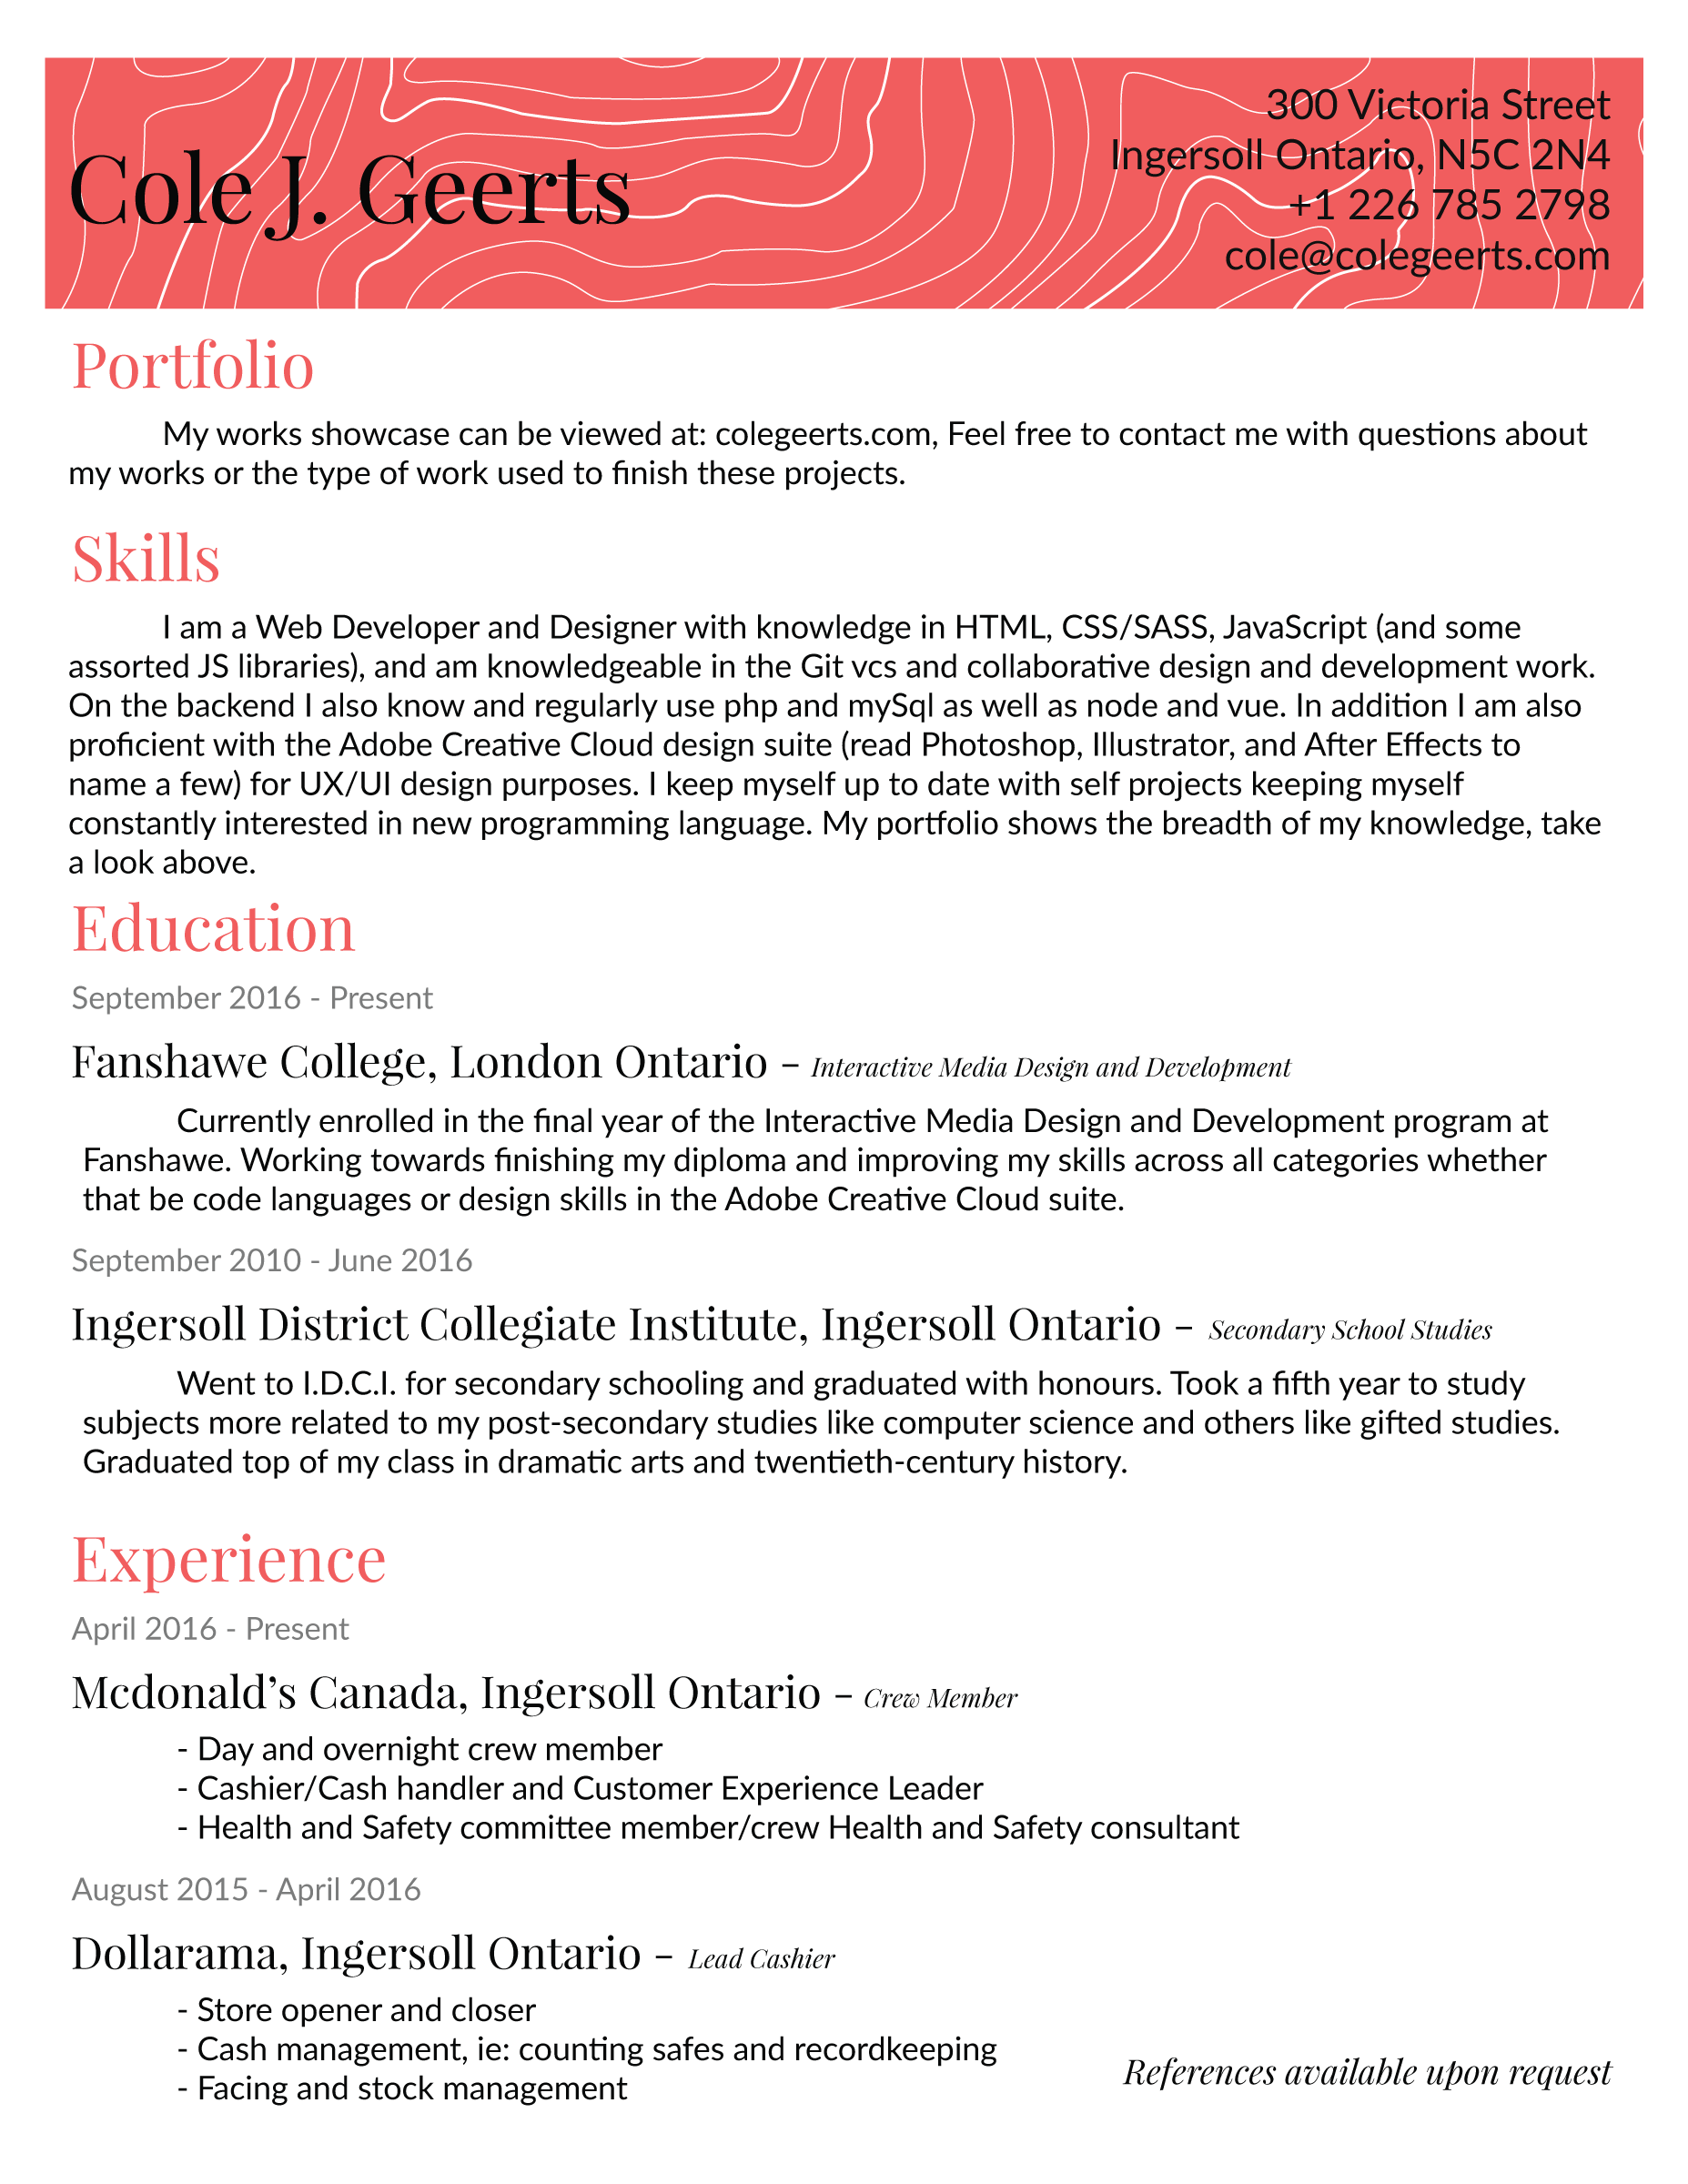 Cole J. Geerts
300 Victoria Street
Ingersoll Ontario, N5C 2N4
+1 226 785 2798
cole@colegeerts.com
Portfolio
My works showcase can be viewed at: colegeerts.com, Feel free to contact me with questions about
my works or the type of work used to finish these projects.
Skills
I am a Web Developer and Designer with knowledge in HTML, CSS/SASS, JavaScript (and some
assorted JS libraries), and am knowledgeable in the Git vcs and collaborative design and development work.
On the backend I also know and regularly use php and mySql as well as node and vue. In addition I am also
proficient with the Adobe Creative Cloud design suite (read Photoshop, Illustrator, and After Effects to
name a few) for UX/UI design purposes. I keep myself up to date with self projects keeping myself
constantly interested in new programming language. My portfolio shows the breadth of my knowledge, take
a look above.
Education
September 2016 - Present
Fanshawe College, London Ontario – Interactive Media Design and Development
Currently enrolled in the final year of the Interactive Media Design and Development program at
Fanshawe. Working towards finishing my diploma and improving my skills across all categories whether
that be code languages or design skills in the Adobe Creative Cloud suite.
September 2010 - June 2016
Ingersoll District Collegiate Institute, Ingersoll Ontario – Secondary School Studies
Went to I.D.C.I. for secondary schooling and graduated with honours. Took a fifth year to study
subjects more related to my post-secondary studies like computer science and others like gifted studies.
Graduated top of my class in dramatic arts and twentieth-century history.
Experience
April 2016 - Present
Mcdonald’s Canada, Ingersoll Ontario – Crew Member
- Day and overnight crew member
- Cashier/Cash handler and Customer Experience Leader
- Health and Safety committee member/crew Health and Safety consultant
August 2015 - April 2016
Dollarama, Ingersoll Ontario – Lead Cashier
- Store opener and closer
- Cash management, ie: counting safes and recordkeeping
- Facing and stock management
References available upon request